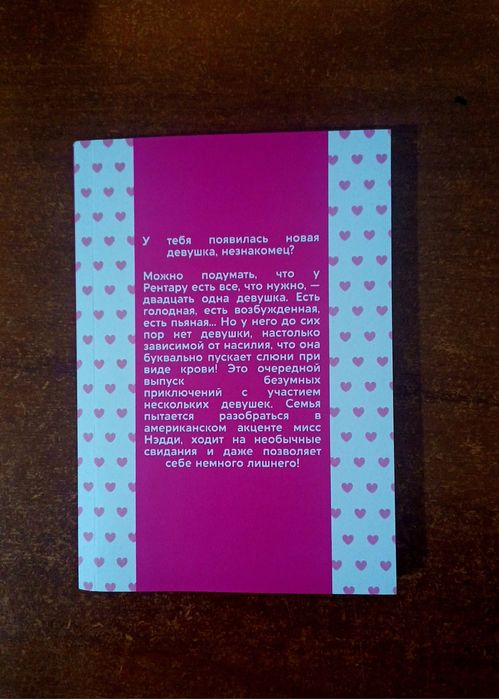 У тебя появилась новая
девушка, незнакомец?
Можно подумать, что у
Рентару есть все, что нужно, —
двадцать одна девушка. Есть
голодная, есть возбужденная,
есть пьяная... Но у него до сих
пор нет девушки, настолько
зависимой от насилия, что она
буквально пускает слюни при
виде крови! Это очередной
выпуск безумных
приключений с участием
нескольких девушек. Семья
пытается разобраться в
американском акценте мисс
Нэдди, ходит на необычные
свидания и даже позволяет
себе немного лишнего!